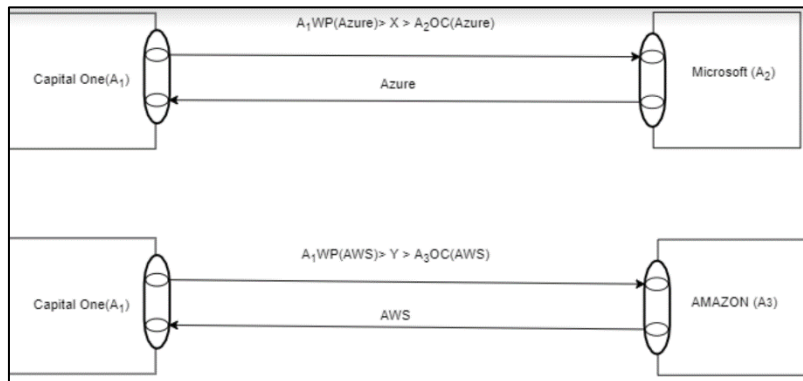 A₁WP(Azure)> X > A₂OC(Azure)
Capital One(A₁)
Microsoft (A₂)
Azure
A₁WP(AWS)> Y > A₃OC(AWS)
Capital One(A₁)
AMAZON (A3)
AWS